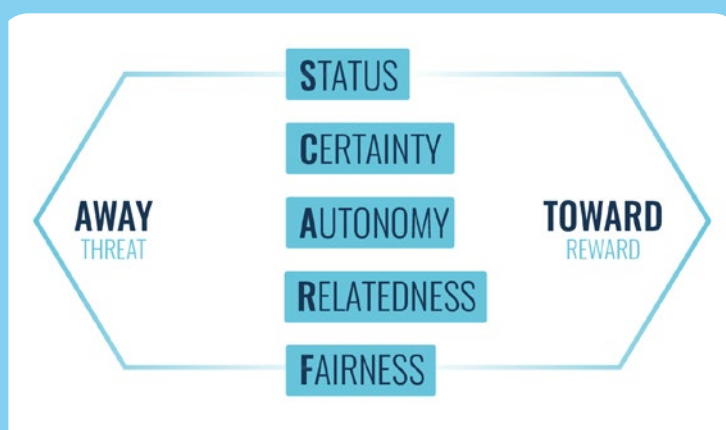 STATUS
CERTAINTY
AWAY
THREAT
AUTONOMY
TOWARD
REWARD
RELATEDNESS
FAIRNESS